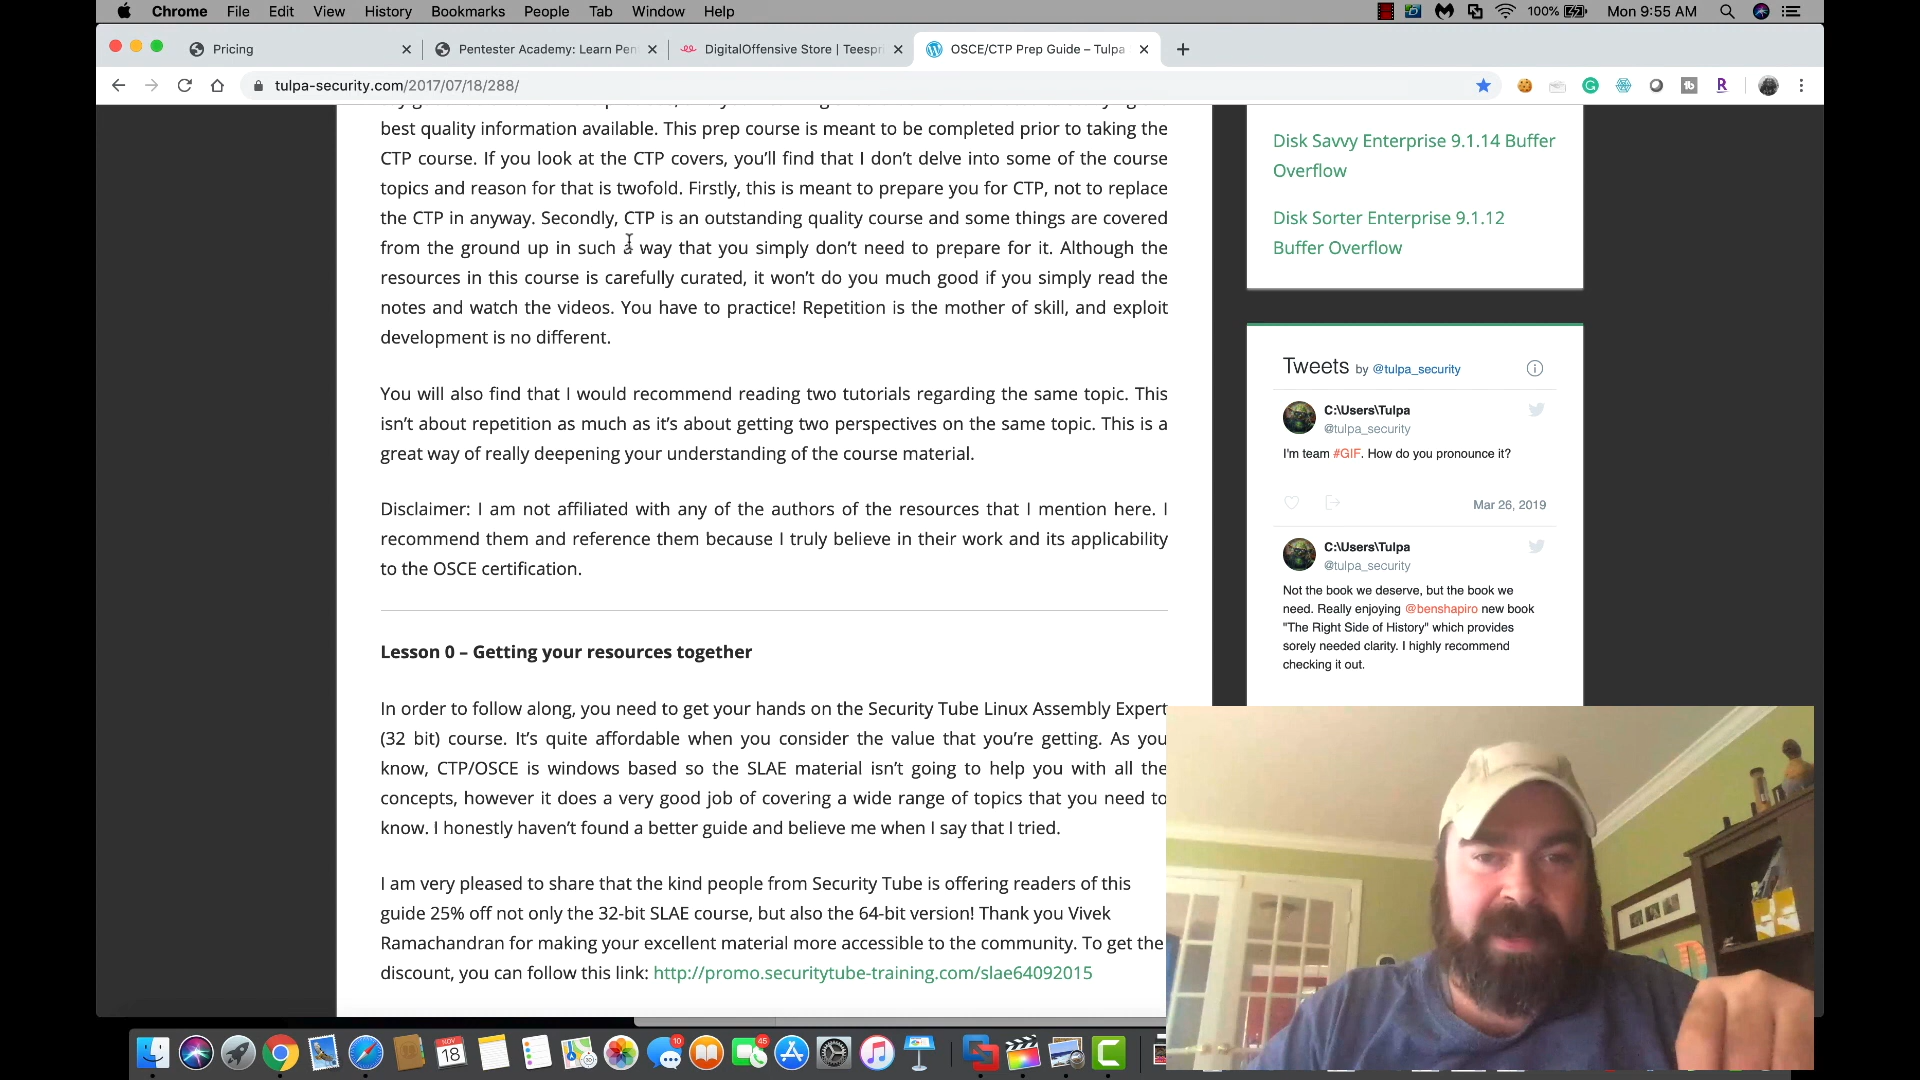 Chrome File Edit View History Bookmarks People Tab Window Help 100% Mon 9:55 AM
Pricing Pentester Academy: Learn Pen DigitalOffensive Store | Teespr OSCE/CTP Prep Guide – Tulpa
tulpa-security.com/2017/07/18/288/
best quality information available. This prep course is meant to be completed prior to taking the
CTP course. If you look at the CTP covers, you'll find that I don't delve into some of the course
topics and reason for that is twofold. Firstly, this is meant to prepare you for CTP, not to replace
the CTP in anyway. Secondly, CTP is an outstanding quality course and some things are covered
from the ground up in such a way that you simply don't need to prepare for it. Although the
resources in this course is carefully curated, it won't do you much good if you simply read the
notes and watch the videos. You have to practice! Repetition is the mother of skill, and exploit
development is no different.
You will also find that I would recommend reading two tutorials regarding the same topic. This
isn't about repetition as much as it's about getting two perspectives on the same topic. This is a
great way of really deepening your understanding of the course material.
Disclaimer: I am not affiliated with any of the authors of the resources that I mention here. I
recommend them and reference them because I truly believe in their work and its applicability
to the OSCE certification.
Lesson 0 – Getting your resources together
In order to follow along, you need to get your hands on the Security Tube Linux Assembly Expert
(32 bit) course. It's quite affordable when you consider the value that you're getting. As you
know, CTP/OSCE is windows based so the SLAE material isn't going to help you with all the
concepts, however it does a very good job of covering a wide range of topics that you need to
know. I honestly haven't found a better guide and believe me when I say that I tried.
I am very pleased to share that the kind people from Security Tube is offering readers of this
guide 25% off not only the 32-bit SLAE course, but also the 64-bit version! Thank you Vivek
Ramachandran for making your excellent material more accessible to the community. To get the
discount, you can follow this link: http://promo.securitytube-training.com/slae64092015
Disk Savvy Enterprise 9.1.14 Buffer
Overflow
Disk Sorter Enterprise 9.1.12
Buffer Overflow
Tweets by @tulpa_security
C:\Users\Tulpa
@tulpa_security
I'm team #GIF. How do you pronounce it?
Mar 26, 2019
C:\Users\Tulpa
@tulpa_security
Not the book we deserve, but the book we
need. Really enjoying @benshapiro new book
"The Right Side of History" which provides
sorely needed clarity. I highly recommend
checking it out.
NOV
18
10
45